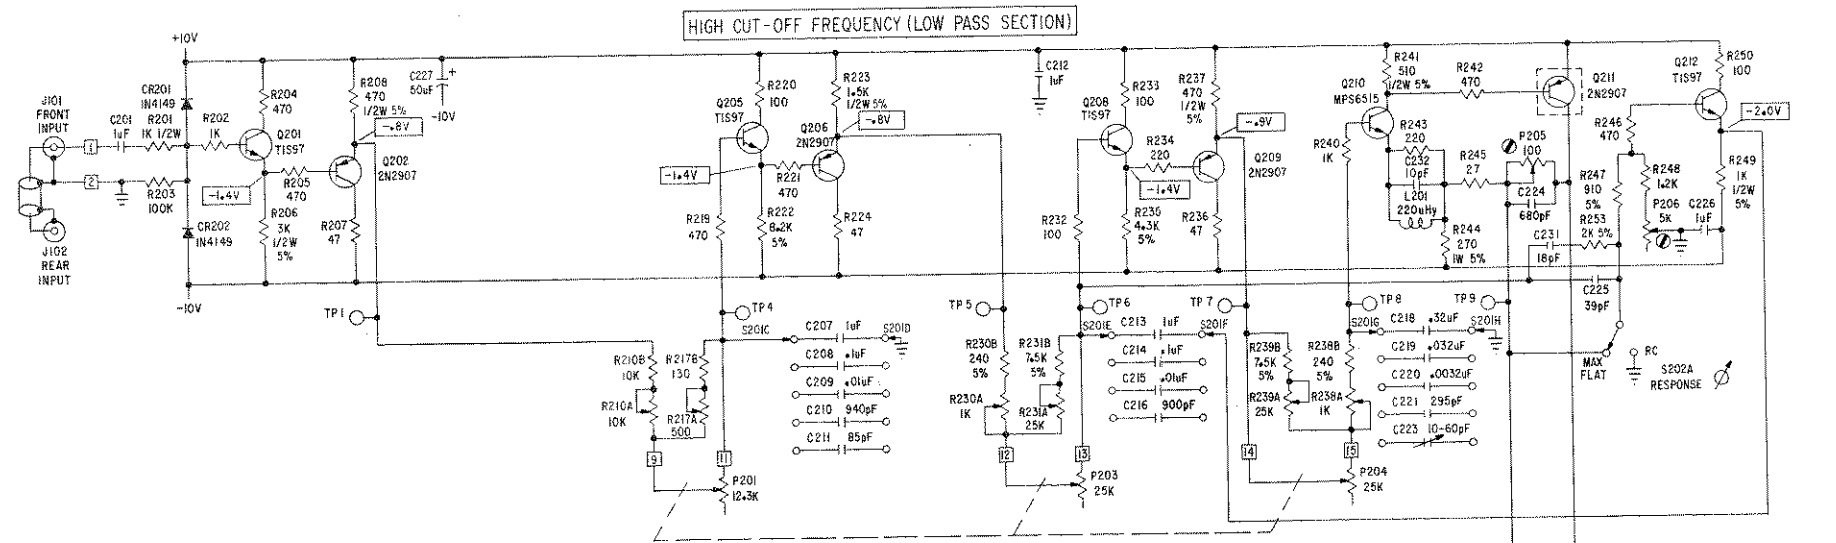 HIGH CUT-OFF FREQUENCY (LOW PASS SECTION)
+10V
J101
FRONT
INPUT
1
2
J102
REAR
INPUT
C201
1uF
R201
1K 1/2W
CR201
1N4149
R202
1K
R203
100K
CR202
1N4149
-10V
R204
470
Q201
TIS97
-1.4V
R205
470
R206
3K
1/2W
5%
R208
470
1/2W 5%
-.8V
Q202
2N2907
R207
47
C227
50uF
+
-10V
TP1
Q205
TIS97
R220
100
-1.4V
R221
470
R219
470
R222
8.2K
5%
R223
1.5K
1/2W 5%
Q206
2N2907
-.8V
R224
47
TP4
R210B
10K
R210A
10K
R217B
130
R217A
500
9
11
P201
12.3K
S201C
S201D
C207
1uF
C208
.1uF
C209
.01uF
C210
940pF
C211
85pF
C212
1uF
Q208
TIS97
R233
100
R234
220
-1.4V
R232
100
R235
4.3K
5%
R237
470
1/2W
5%
-.9V
Q209
2N2907
R236
47
TP5
TP6
TP7
R230B
240
5%
R230A
1K
R231B
7.5K
5%
R231A
25K
12
13
P203
25K
S201E
S201F
C213
1uF
C214
.1uF
C215
.01uF
C216
900pF
R239B
7.5K
5%
R239A
25K
R238B
240
5%
R238A
1K
14
15
P204
25K
Q210
MPS6515
R241
510
1/2W 5%
R242
470
R240
1K
R243
220
C232
10pF
L201
220uHy
R245
27
R244
270
1W 5%
Q211
2N2907
P205
100
C224
680pF
C231
18pF
R253
2K 5%
R247
910
5%
R246
470
R248
1.2K
P206
5K
C226
1uF
Q212
TIS97
R250
100
-2.0V
R249
1K
1/2W
5%
C225
39pF
TP8
TP9
S201G
S201H
C218
.32uF
C219
.032uF
C220
.0032uF
C221
295pF
C223
10-60pF
MAX
FLAT
RC
S202A
RESPONSE